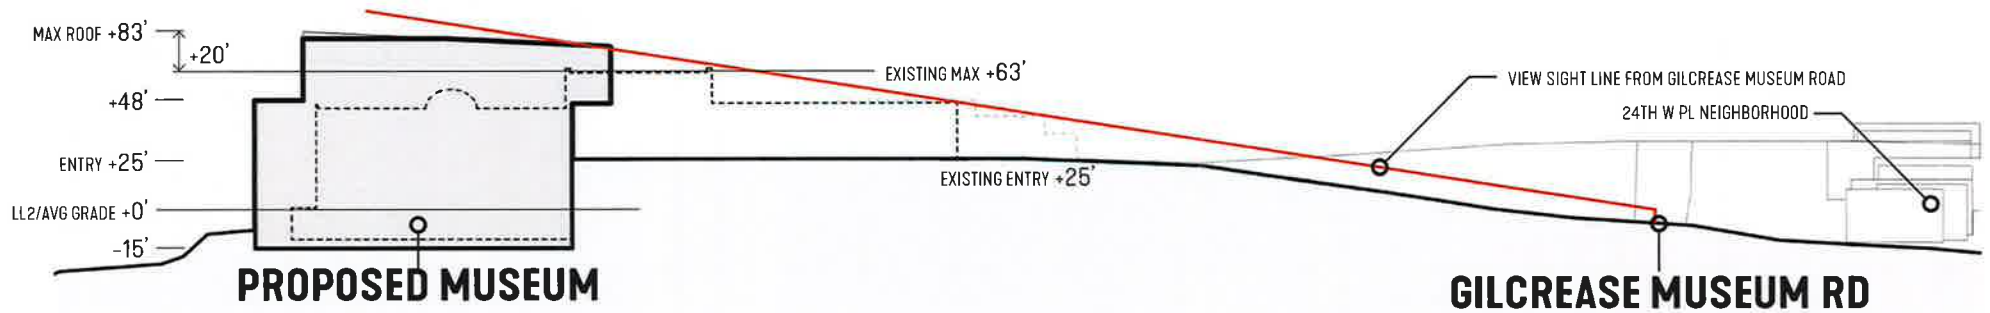 MAX ROOF +83'
+20'
EXISTING MAX +63'
VIEW SIGHT LINE FROM GILCREASE MUSEUM ROAD
+48'
24TH W PL NEIGHBORHOOD
ENTRY +25'
EXISTING ENTRY +25'
LL2/AVG GRADE +0'
-15'
PROPOSED MUSEUM
GILCREASE MUSEUM RD